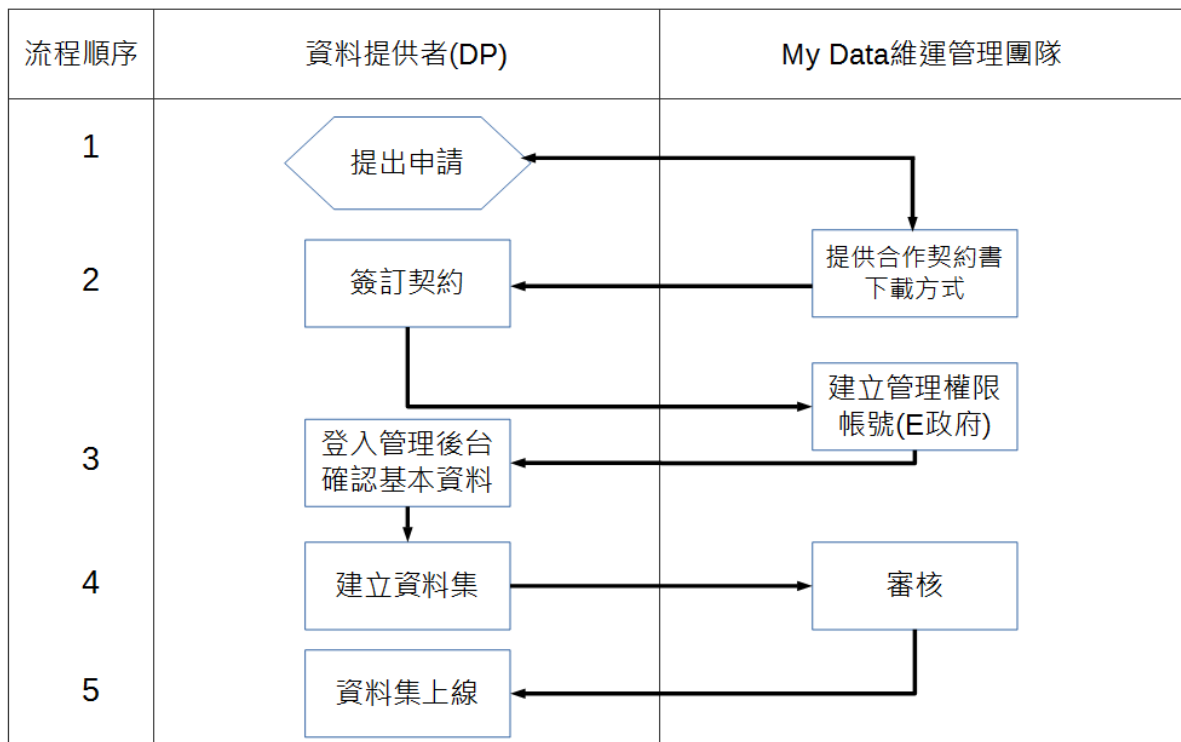 流程順序
資料提供者(DP)
My Data維運管理團隊
1
提出申請
2
簽訂契約
提供合作契約書
下載方式
建立管理權限
帳號(E政府)
3
登入管理後台
確認基本資料
4
建立資料集
審核
5
資料集上線